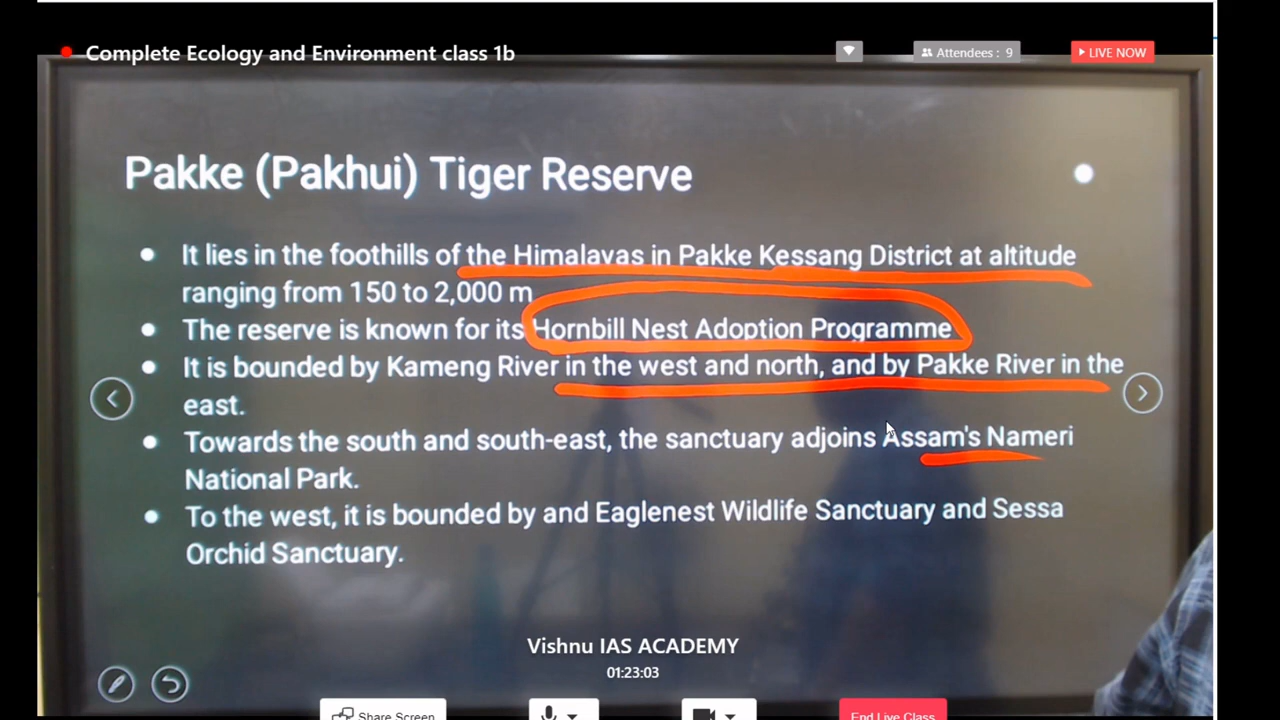 Complete Ecology and Environment class 1b
Attendees : 9
LIVE NOW
Pakke (Pakhui) Tiger Reserve
It lies in the foothills of the Himalayas in Pakke Kessang District at altitude
ranging from 150 to 2,000 m
The reserve is known for its Hornbill Nest Adoption Programme
It is bounded by Kameng River in the west and north, and by Pakke River in the
east.
Towards the south and south-east, the sanctuary adjoins Assam's Nameri
National Park.
To the west, it is bounded by and Eaglenest Wildlife Sanctuary and Sessa
Orchid Sanctuary.
Vishnu IAS ACADEMY
01:23:03
Share Screen
End Live Class